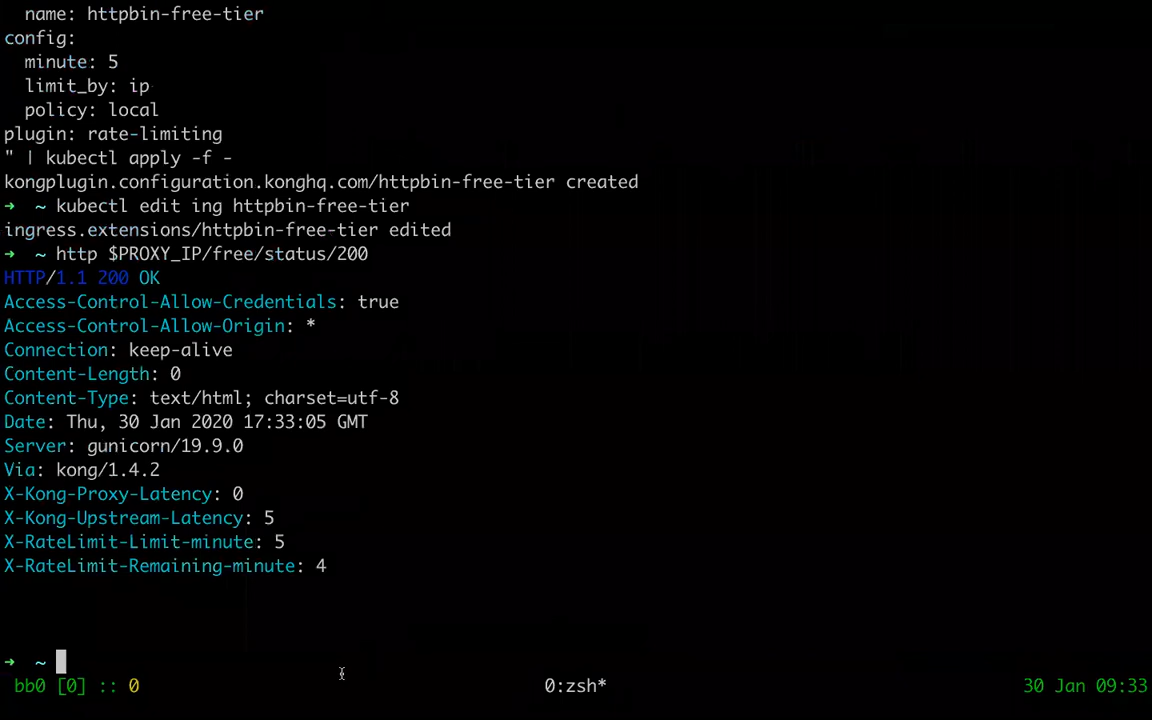 name: httpbin-free-tier
config:
  minute: 5
  limit_by: ip
  policy: local
plugin: rate-limiting
" | kubectl apply -f -
kongplugin.configuration.konghq.com/httpbin-free-tier created
→  ~ kubectl edit ing httpbin-free-tier
ingress.extensions/httpbin-free-tier edited
→  ~ http $PROXY_IP/free/status/200
HTTP/1.1 200 OK
Access-Control-Allow-Credentials: true
Access-Control-Allow-Origin: *
Connection: keep-alive
Content-Length: 0
Content-Type: text/html; charset=utf-8
Date: Thu, 30 Jan 2020 17:33:05 GMT
Server: gunicorn/19.9.0
Via: kong/1.4.2
X-Kong-Proxy-Latency: 0
X-Kong-Upstream-Latency: 5
X-RateLimit-Limit-minute: 5
X-RateLimit-Remaining-minute: 4
→  ~
bb0 [0] :: 0 0:zsh* 30 Jan 09:33